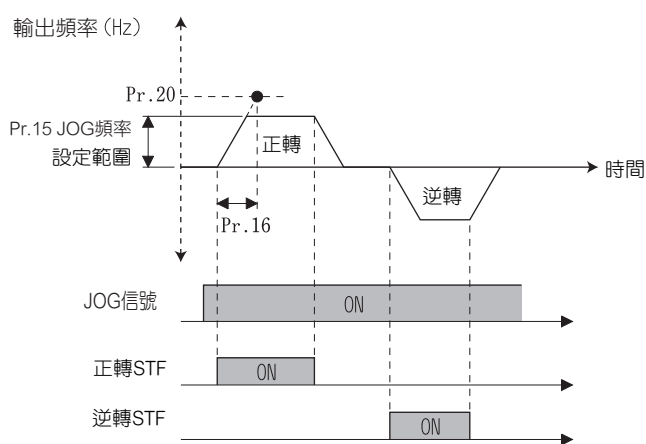 輸出頻率(Hz)
Pr.20
Pr.15 JOG頻率
設定範圍
正轉
時間
逆轉
Pr.16
JOG信號
ON
正轉STF
ON
逆轉STF
ON